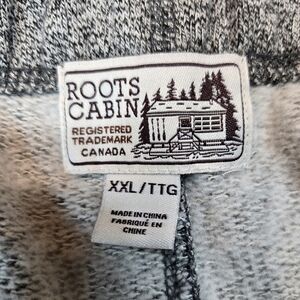 ROOTS
CABIN
REGISTERED
TRADEMARK
CANADA
XXL/TTG
MADE IN CHINA
FABRIQUÉ EN
CHINE